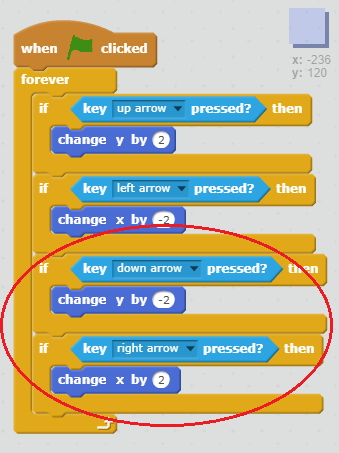 when clicked
x: -236
y: 120
forever
if key up arrow pressed? then
change y by 2
if key left arrow pressed? then
change x by -2
if key down arrow pressed? then
change y by -2
if key right arrow pressed? then
change x by 2